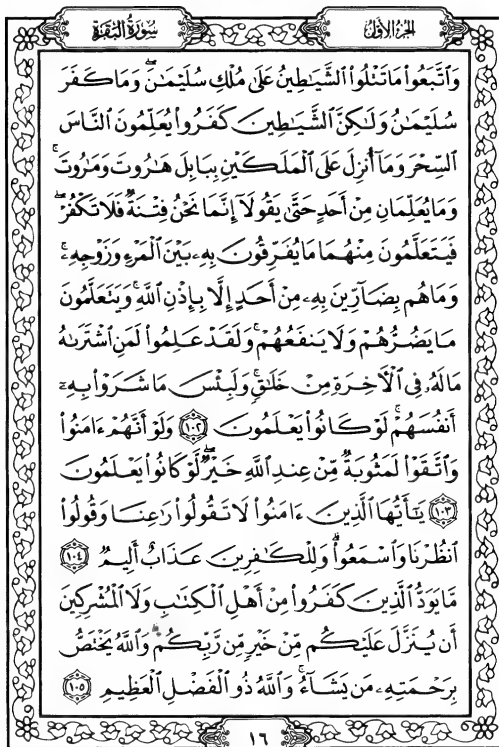 الجزء الأول
سورة البقرة
وَٱتَّبَعُوا۟ مَا تَتْلُوا۟ ٱلشَّيَـٰطِينُ عَلَىٰ مُلْكِ سُلَيْمَـٰنَ ۖ وَمَا كَفَرَ
سُلَيْمَـٰنُ وَلَـٰكِنَّ ٱلشَّيَـٰطِينَ كَفَرُوا۟ يُعَلِّمُونَ ٱلنَّاسَ
ٱلسِّحْرَ وَمَآ أُنزِلَ عَلَى ٱلْمَلَكَيْنِ بِبَابِلَ هَـٰرُوتَ وَمَـٰرُوتَ ۚ
وَمَا يُعَلِّمَانِ مِنْ أَحَدٍ حَتَّىٰ يَقُولَآ إِنَّمَا نَحْنُ فِتْنَةٌ فَلَا تَكْفُرْ ۖ
فَيَتَعَلَّمُونَ مِنْهُمَا مَا يُفَرِّقُونَ بِهِۦ بَيْنَ ٱلْمَرْءِ وَزَوْجِهِۦ ۚ
وَمَا هُم بِضَآرِّينَ بِهِۦ مِنْ أَحَدٍ إِلَّا بِإِذْنِ ٱللَّهِ ۚ وَيَتَعَلَّمُونَ
مَا يَضُرُّهُمْ وَلَا يَنفَعُهُمْ ۚ وَلَقَدْ عَلِمُوا۟ لَمَنِ ٱشْتَرَىٰهُ
مَا لَهُۥ فِى ٱلْـَٔاخِرَةِ مِنْ خَلَـٰقٍ ۚ وَلَبِئْسَ مَا شَرَوْا۟ بِهِۦٓ
أَنفُسَهُمْ ۚ لَوْ كَانُوا۟ يَعْلَمُونَ ١٠٢ وَلَوْ أَنَّهُمْ ءَامَنُوا۟
وَٱتَّقَوْا۟ لَمَثُوبَةٌ مِّنْ عِندِ ٱللَّهِ خَيْرٌ ۖ لَّوْ كَانُوا۟ يَعْلَمُونَ
١٠٣ يَـٰٓأَيُّهَا ٱلَّذِينَ ءَامَنُوا۟ لَا تَقُولُوا۟ رَٰعِنَا وَقُولُوا۟
ٱنظُرْنَا وَٱسْمَعُوا۟ ۗ وَلِلْكَـٰفِرِينَ عَذَابٌ أَلِيمٌ ١٠٤
مَّا يَوَدُّ ٱلَّذِينَ كَفَرُوا۟ مِنْ أَهْلِ ٱلْكِتَـٰبِ وَلَا ٱلْمُشْرِكِينَ
أَن يُنَزَّلَ عَلَيْكُم مِّنْ خَيْرٍ مِّن رَّبِّكُمْ ۗ وَٱللَّهُ يَخْتَصُّ
بِرَحْمَتِهِۦ مَن يَشَآءُ ۚ وَٱللَّهُ ذُو ٱلْفَضْلِ ٱلْعَظِيمِ ١٠٥
١٦